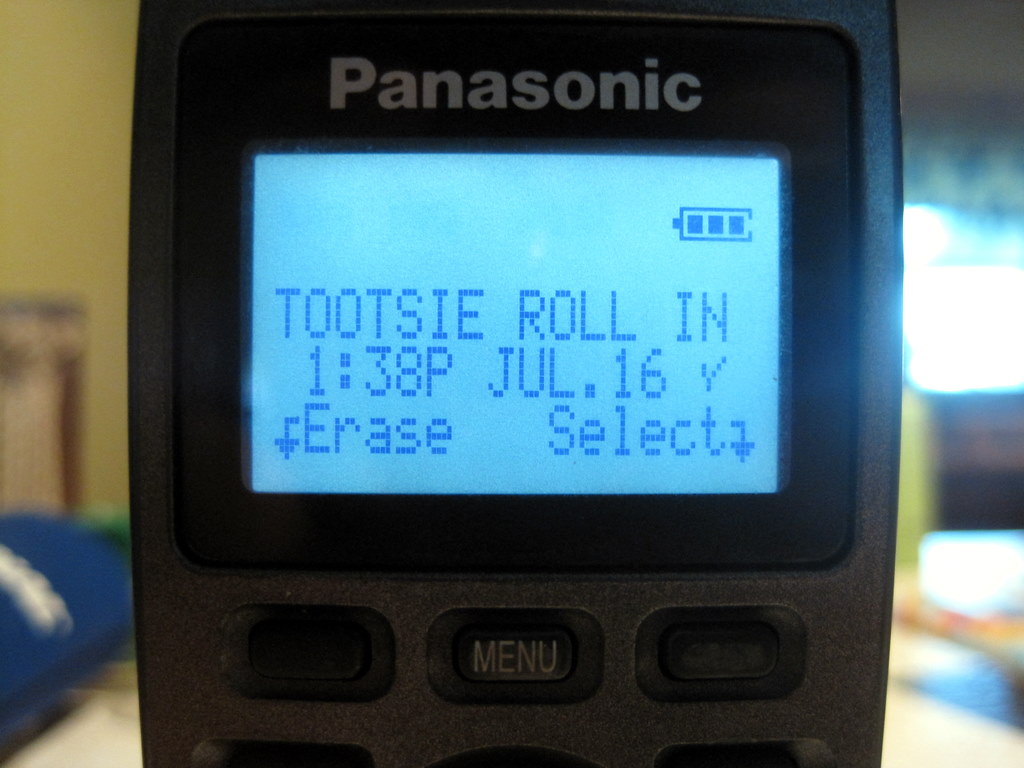 Panasonic
TOOTSIE ROLL IN
1:38P JUL.16 √
Erase Select
MENU